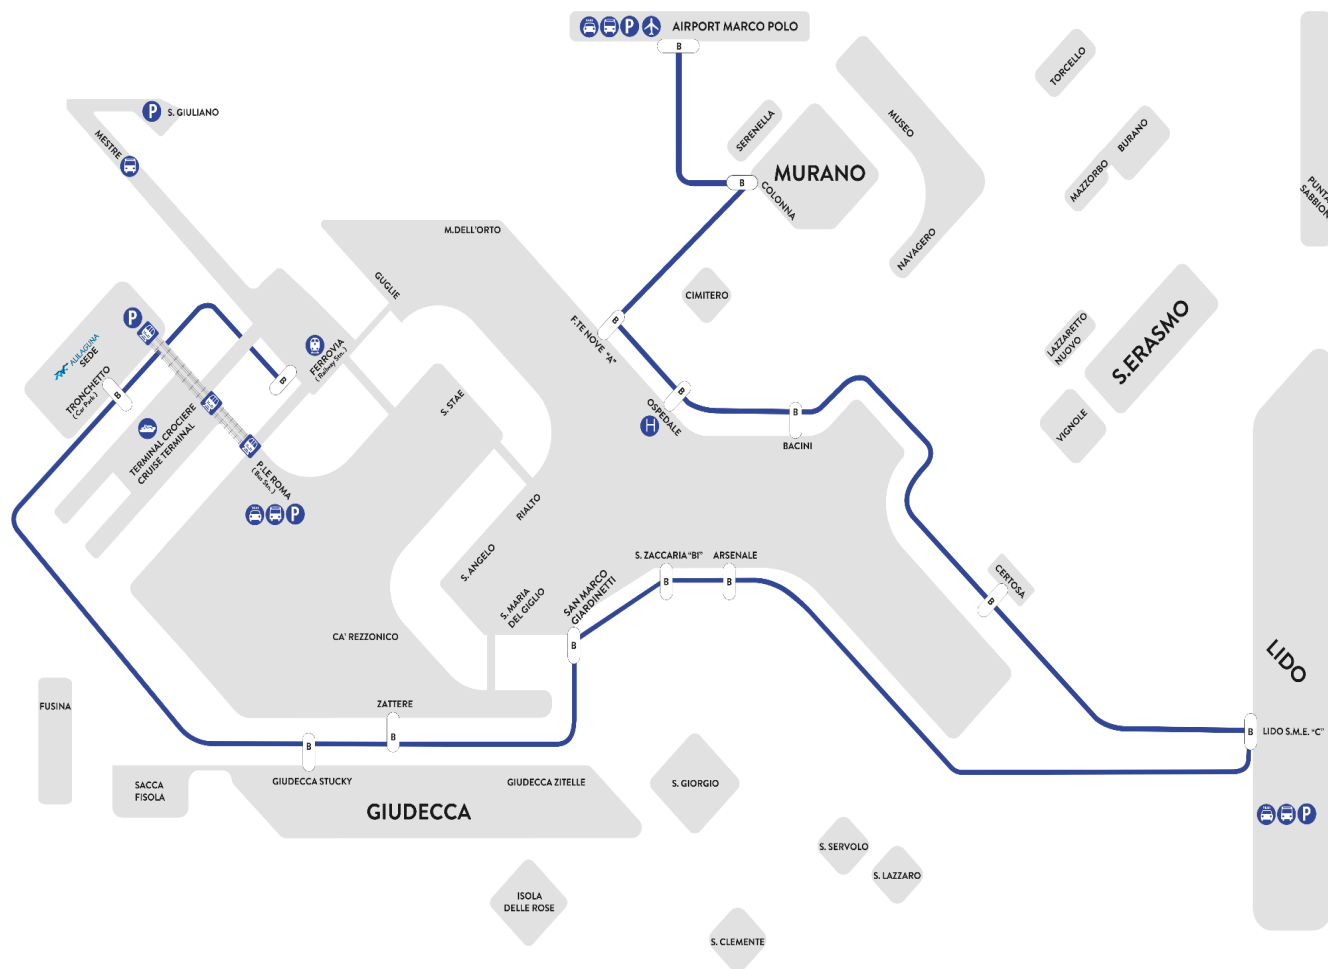 AIRPORT MARCO POLO
B
TORCELLO
S. GIULIANO
P
MESTRE
SERENELLA
MUSEO
BURANO
MAZZORBO
MURANO
B
COLONNA
PUNTA
SABBION
NAVAGERO
M.DELL'ORTO
GUGLIE
CIMITERO
F.TE NOVE "A"
B
P
ALILAGUNA
SEDE
TRONCHETTO
( Car Park )
B
FERROVIA
( Railway Stn. )
B
LAZZARETTO
NUOVO
S.ERASMO
VIGNOLE
S. STAE
B
OSPEDALE
H
B
BACINI
TERMINAL CROCIERE
CRUISE TERMINAL
P.LE ROMA
( Bus Stn. )
P
RIALTO
S. ANGELO
S. MARIA
DEL GIGLIO
SAN MARCO
GIARDINETTI
B
S. ZACCARIA "B1"
B
ARSENALE
B
CERTOSA
B
CA' REZZONICO
LIDO
LIDO S.M.E. "C"
B
FUSINA
ZATTERE
B
B
GIUDECCA STUCKY
GIUDECCA ZITELLE
SACCA
FISOLA
GIUDECCA
S. GIORGIO
P
S. SERVOLO
S. LAZZARO
ISOLA
DELLE ROSE
S. CLEMENTE